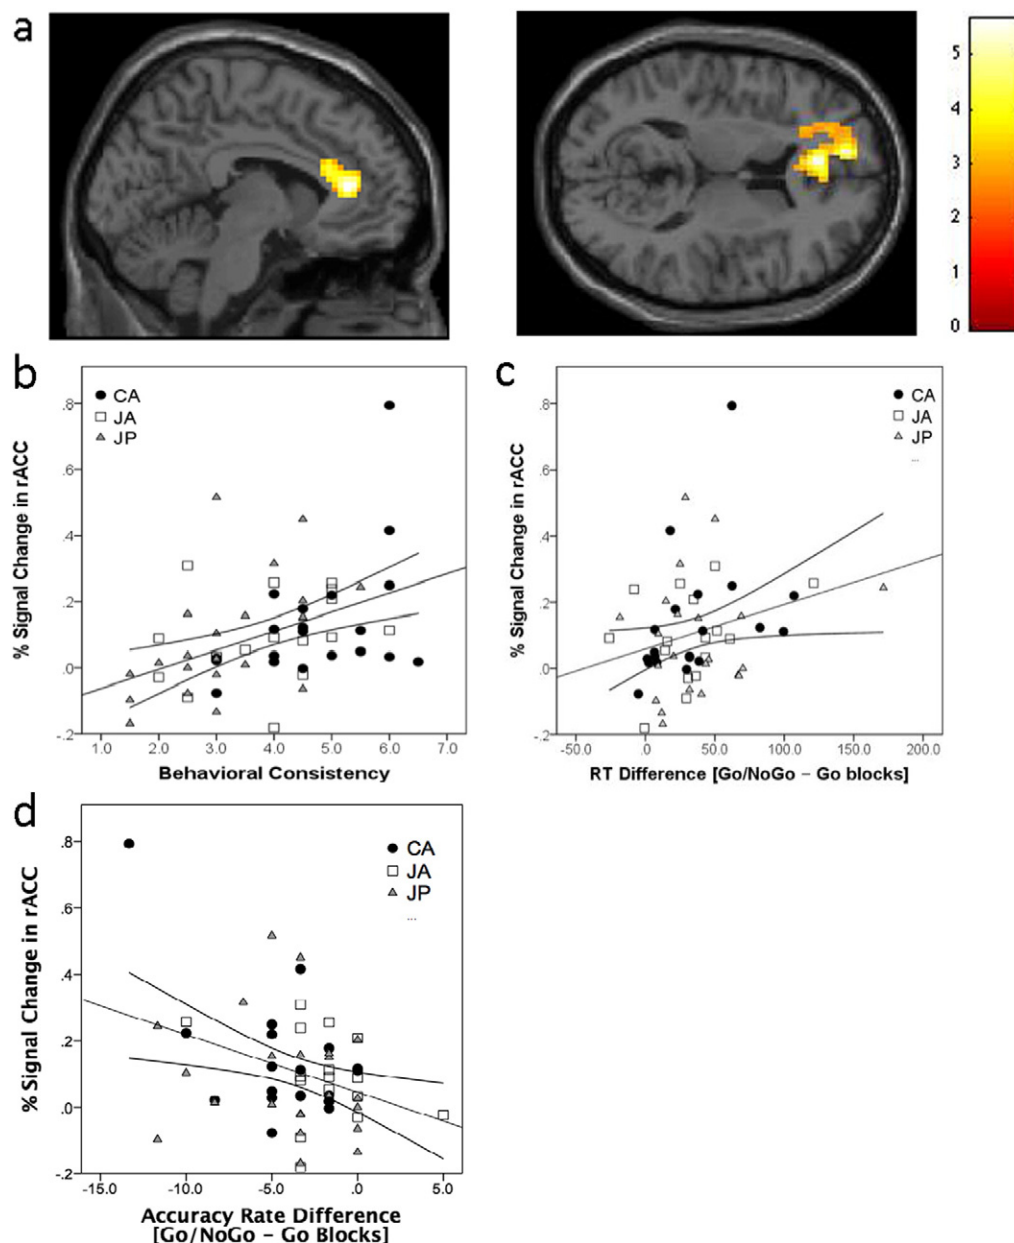 a
5
4
3
2
1
0
b
CA
JA
JP
% Signal Change in rACC
.8
.6
.4
.2
.0
-.2
1.0 2.0 3.0 4.0 5.0 6.0 7.0
Behavioral Consistency
c
CA
JA
JP
...
% Signal Change in rACC
.8
.6
.4
.2
.0
-.2
-50.0 .0 50.0 100.0 150.0 200.0
RT Difference [Go/NoGo – Go blocks]
d
CA
JA
JP
...
% Signal Change in rACC
.8
.6
.4
.2
.0
-.2
-15.0 -10.0 -5.0 .0 5.0
Accuracy Rate Difference
[Go/NoGo – Go Blocks]